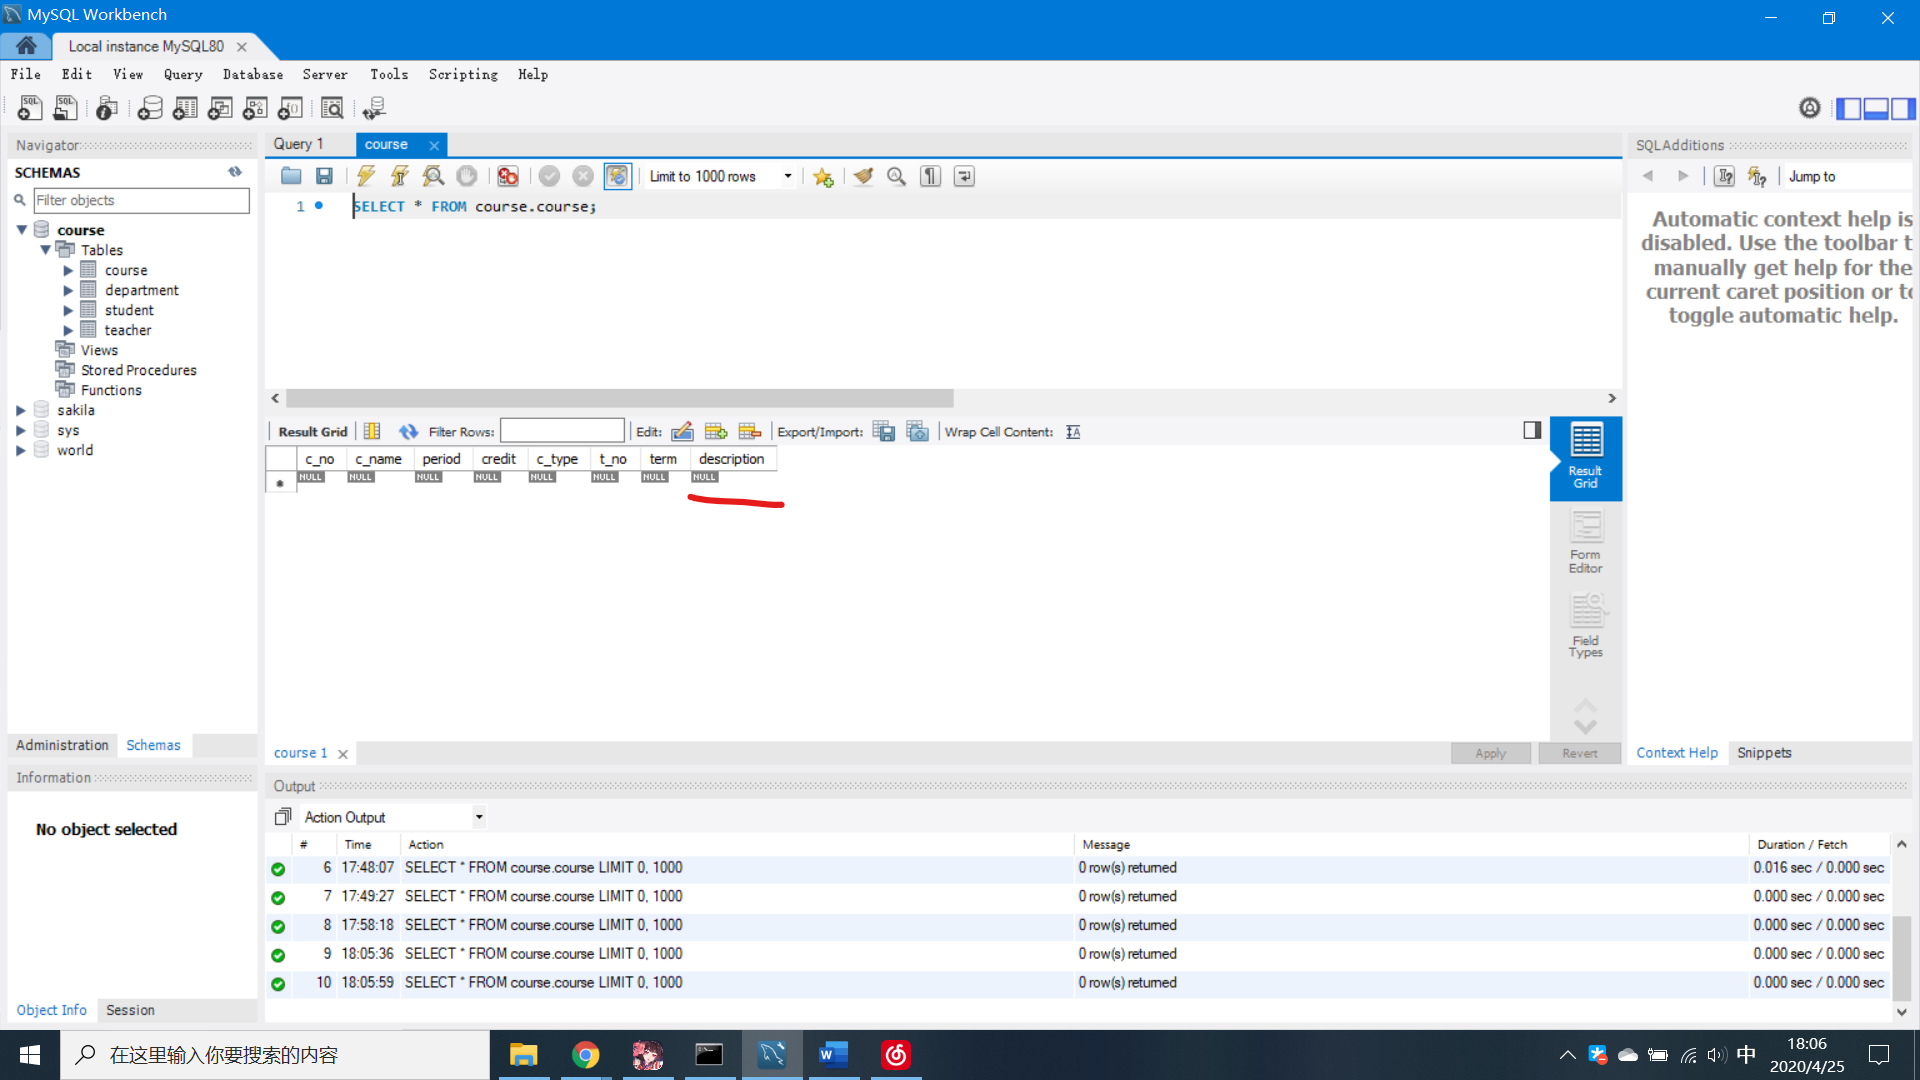 MySQL Workbench
Local instance MySQL80
File Edit View Query Database Server Tools Scripting Help
Navigator
SCHEMAS
Filter objects
course
Tables
course
department
student
teacher
Views
Stored Procedures
Functions
sakila
sys
world
Administration Schemas
Information
No object selected
Object Info Session
Query 1 course
Limit to 1000 rows
1 SELECT * FROM course.course;
Result Grid Filter Rows: Edit: Export/Import: Wrap Cell Content:
c_no c_name period credit c_type t_no term description
NULL NULL NULL NULL NULL NULL NULL NULL
Result
Grid
Form
Editor
Field
Types
course 1
Apply Revert
SQLAdditions
Jump to
Automatic context help is
disabled. Use the toolbar t
manually get help for the
current caret position or to
toggle automatic help.
Context Help Snippets
Output
Action Output
# Time Action Message Duration / Fetch
6 17:48:07 SELECT * FROM course.course LIMIT 0, 1000 0 row(s) returned 0.016 sec / 0.000 sec
7 17:49:27 SELECT * FROM course.course LIMIT 0, 1000 0 row(s) returned 0.000 sec / 0.000 sec
8 17:58:18 SELECT * FROM course.course LIMIT 0, 1000 0 row(s) returned 0.000 sec / 0.000 sec
9 18:05:36 SELECT * FROM course.course LIMIT 0, 1000 0 row(s) returned 0.000 sec / 0.000 sec
10 18:05:59 SELECT * FROM course.course LIMIT 0, 1000 0 row(s) returned 0.000 sec / 0.000 sec
在这里输入你要搜索的内容
中
18:06
2020/4/25